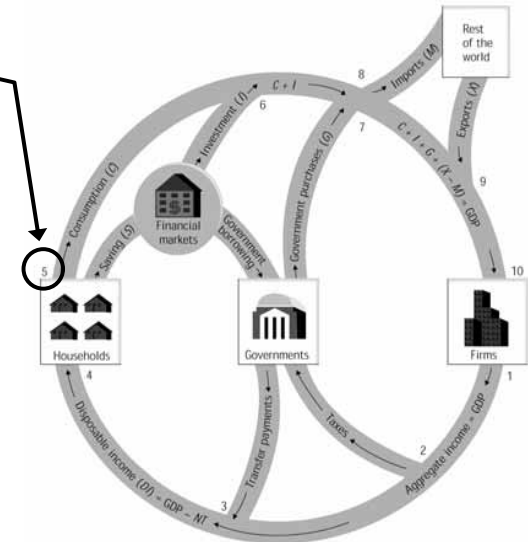 Rest
of the
world
8
Imports (M)
C + I
6
7
Investment (I)
Exports (X)
C + I + G + (X – M) = GDP
9
Consumption (C)
Government purchases (G)
$
Financial
markets
Saving (S)
Government
borrowing
5
10
Households
Governments
Firms
4
1
Disposable income (DI) = GDP – NT
Transfer payments
Taxes
2
Aggregate income = GDP
3